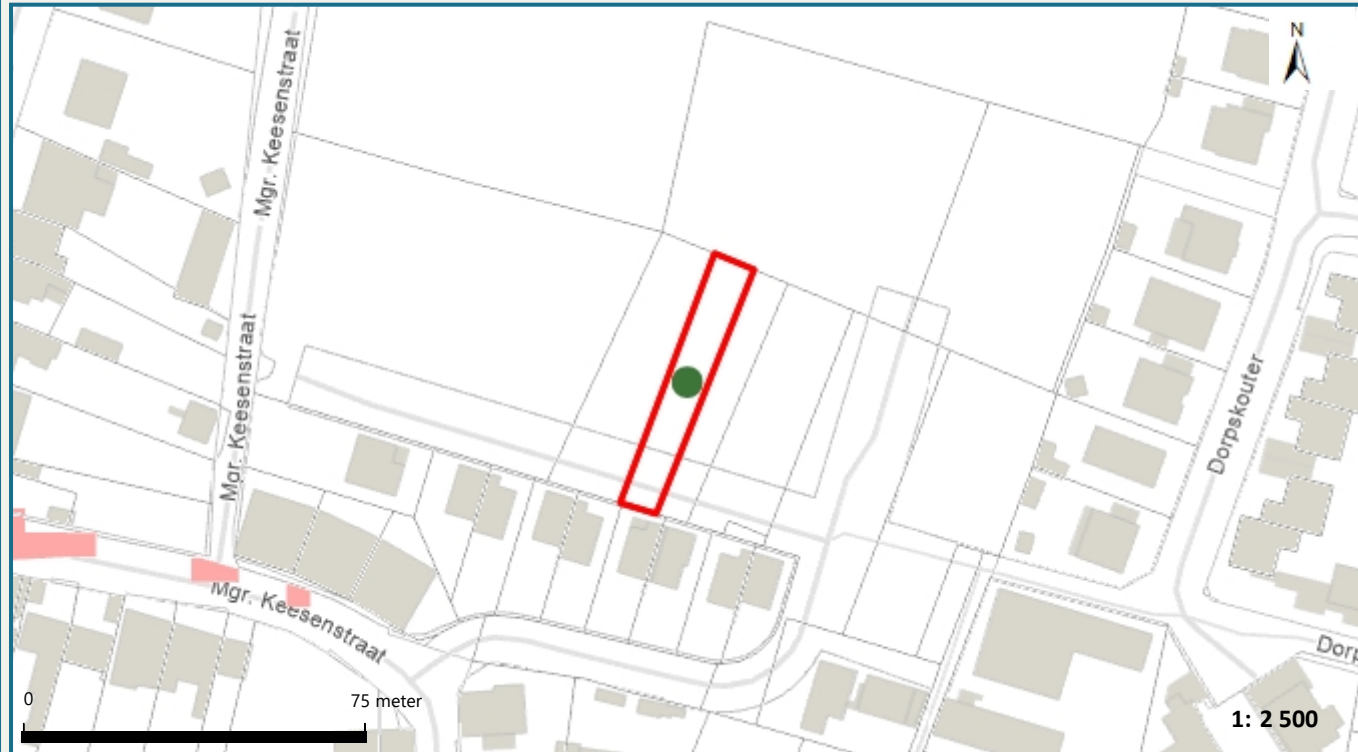 N
Mgr. Keesenstraat
Mgr. Keesenstraat
Dorpskouter
Mgr. Keesenstraat
Dorp
0
75 meter
1: 2 500